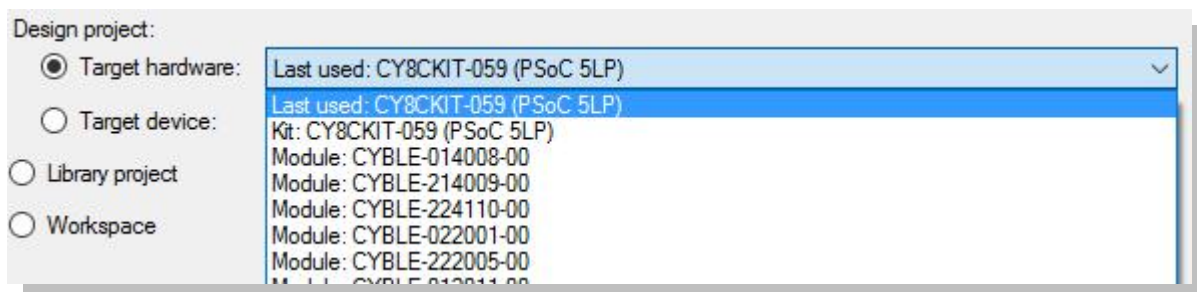 Design project:
Target hardware:
Last used: CY8CKIT-059 (PSoC 5LP)
Last used: CY8CKIT-059 (PSoC 5LP)
Target device:
Kit: CY8CKIT-059 (PSoC 5LP)
Module: CYBLE-014008-00
Library project
Module: CYBLE-214009-00
Module: CYBLE-224110-00
Workspace
Module: CYBLE-022001-00
Module: CYBLE-222005-00